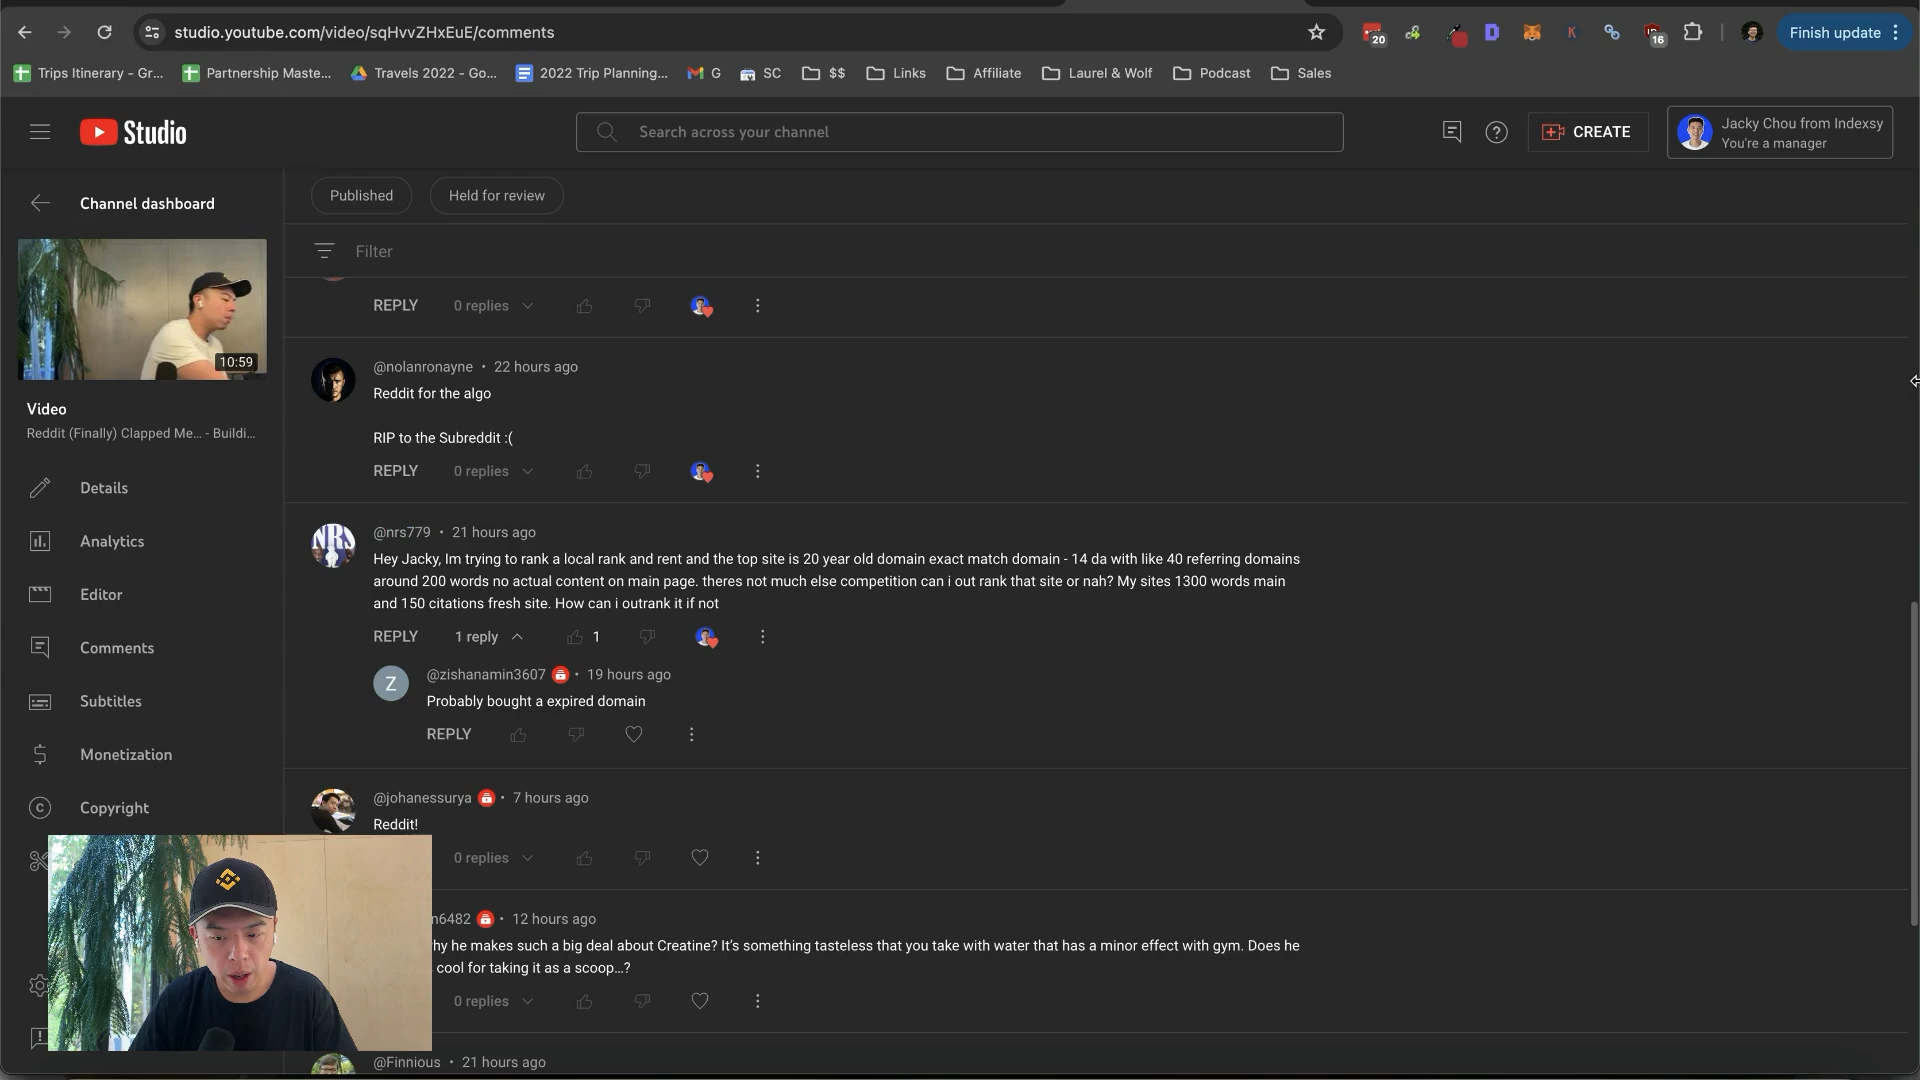 studio.youtube.com/video/sqHvvZHxEuE/comments
20
D
K
16
Finish update
Trips Itinerary - Gr...
Partnership Maste...
Travels 2022 - Go...
2022 Trip Planning...
G
SC
$$
Links
Affiliate
Laurel & Wolf
Podcast
Sales
Studio
Search across your channel
CREATE
Jacky Chou from Indexsy
You're a manager
Channel dashboard
10:59
Video
Reddit (Finally) Clapped Me... - Buildi...
Details
Analytics
Editor
Comments
Subtitles
Monetization
Copyright
Published
Held for review
Filter
REPLY
0 replies
@nolanronayne • 22 hours ago
Reddit for the algo
RIP to the Subreddit :(
REPLY
0 replies
NRS
@nrs779 • 21 hours ago
Hey Jacky, Im trying to rank a local rank and rent and the top site is 20 year old domain exact match domain - 14 da with like 40 referring domains
around 200 words no actual content on main page. theres not much else competition can i out rank that site or nah? My sites 1300 words main
and 150 citations fresh site. How can i outrank it if not
REPLY
1 reply
1
Z
@zishanamin3607 • 19 hours ago
Probably bought a expired domain
REPLY
@johanessurya • 7 hours ago
Reddit!
0 replies
n6482 • 12 hours ago
hy he makes such a big deal about Creatine? It's something tasteless that you take with water that has a minor effect with gym. Does he
cool for taking it as a scoop...?
0 replies
@Finnious • 21 hours ago